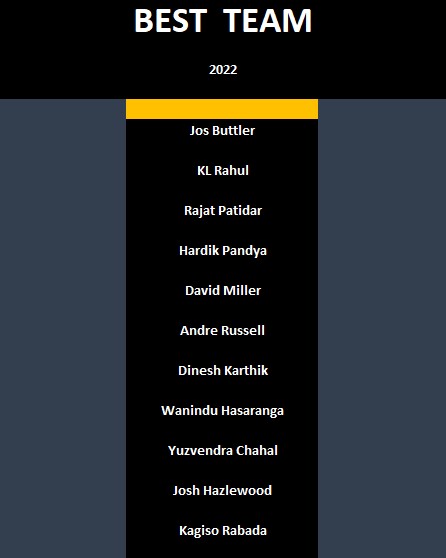 BEST TEAM
2022
Jos Buttler
KL Rahul
Rajat Patidar
Hardik Pandya
David Miller
Andre Russell
Dinesh Karthik
Wanindu Hasaranga
Yuzvendra Chahal
Josh Hazlewood
Kagiso Rabada